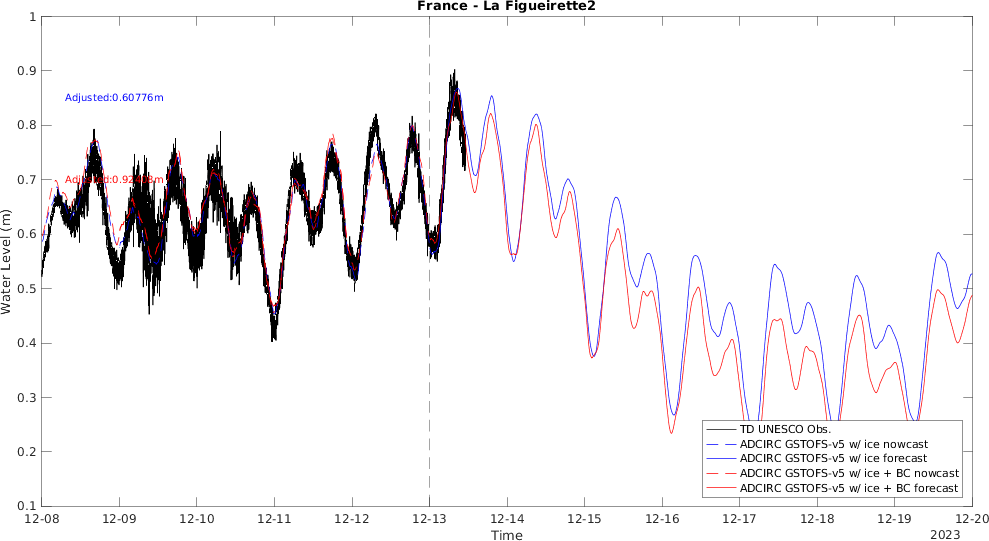 France - La Figueirette2
1
0.9
0.8
0.7
0.6
0.5
0.4
0.3
0.2
0.1
Water Level (m)
Adjusted:0.60776m
TD UNESCO Obs.
ADCIRC GSTOFS-v5 w/ ice nowcast
ADCIRC GSTOFS-v5 w/ ice forecast
ADCIRC GSTOFS-v5 w/ ice + BC nowcast
ADCIRC GSTOFS-v5 w/ ice + BC forecast
12-08 12-09 12-10 12-11 12-12 12-13 12-14 12-15 12-16 12-17 12-18 12-19 12-20
Time
2023